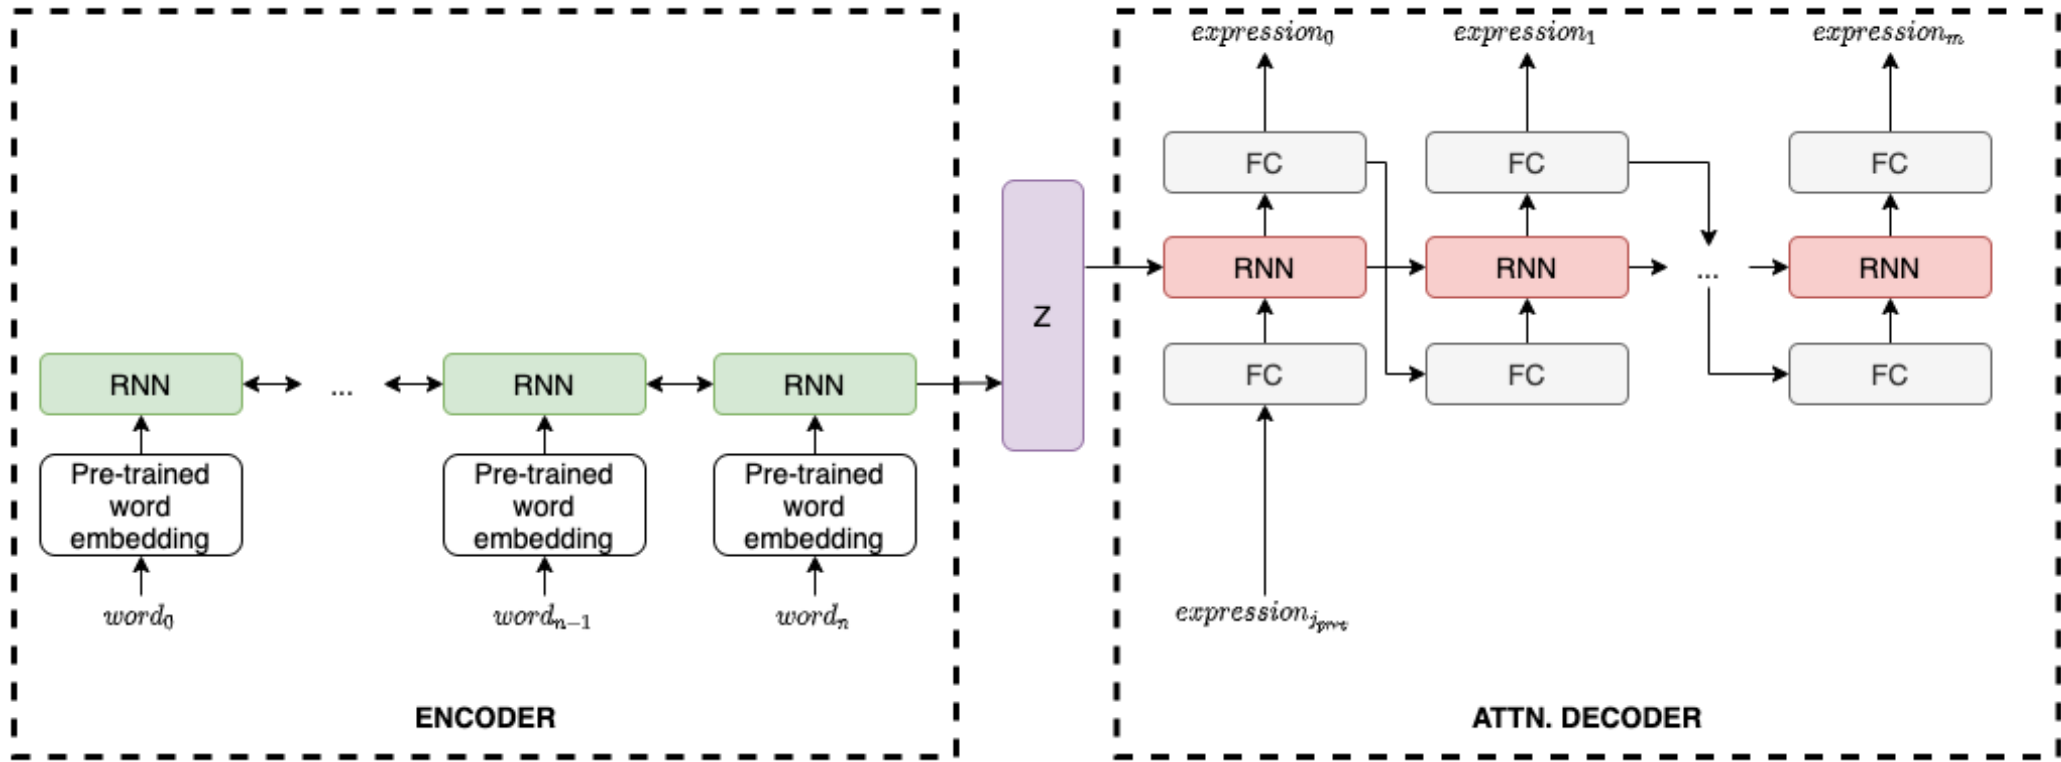 expression₀ expression₁ expressionₘ
FC FC FC
RNN RNN ... RNN
Z
FC FC FC
RNN ... RNN RNN
Pre-trained word embedding
Pre-trained word embedding
Pre-trained word embedding
word₀ wordₙ₋₁ wordₙ
expression
ENCODER
ATTN. DECODER